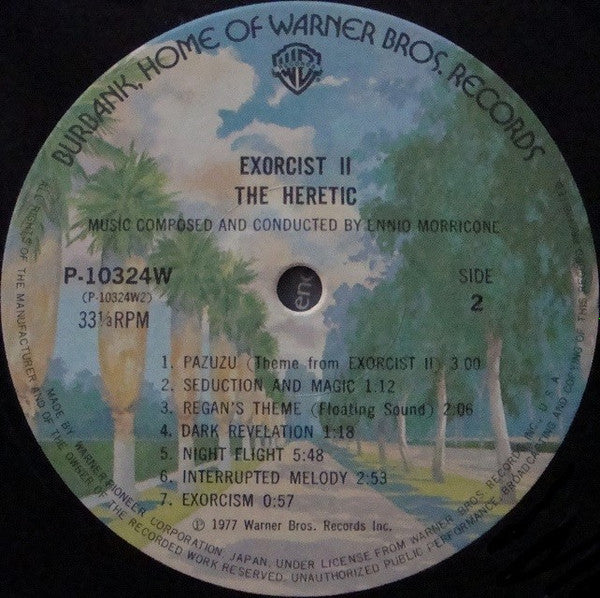 BURBANK, HOME OF WARNER BROS. RECORDS
EXORCIST II
THE HERETIC
MUSIC COMPOSED AND CONDUCTED BY ENNIO MORRICONE
P-10324W
(P-10324W2)
33⅓RPM
SIDE
2
1. PAZUZU (Theme from EXORCIST II) 3:00
2. SEDUCTION AND MAGIC 1.12
3. REGAN'S THEME (Floating Sound) 2:06
4. DARK REVELATION 1:18
5. NIGHT FLIGHT 5:48
6. INTERRUPTED MELODY 2:53
7. EXORCISM 0:57
℗ 1977 Warner Bros. Records Inc.
MADE BY WARNER-PIONEER CORPORATION, JAPAN, UNDER LICENSE FROM WARNER BROS RECORDS, INC., U.S.A.
ALL RIGHTS OF THE MANUFACTURER AND OF THE OWNER OF THE RECORDED WORK RESERVED. UNAUTHORIZED PUBLIC PERFORMANCE, BROADCASTING AND COPYING OF THIS